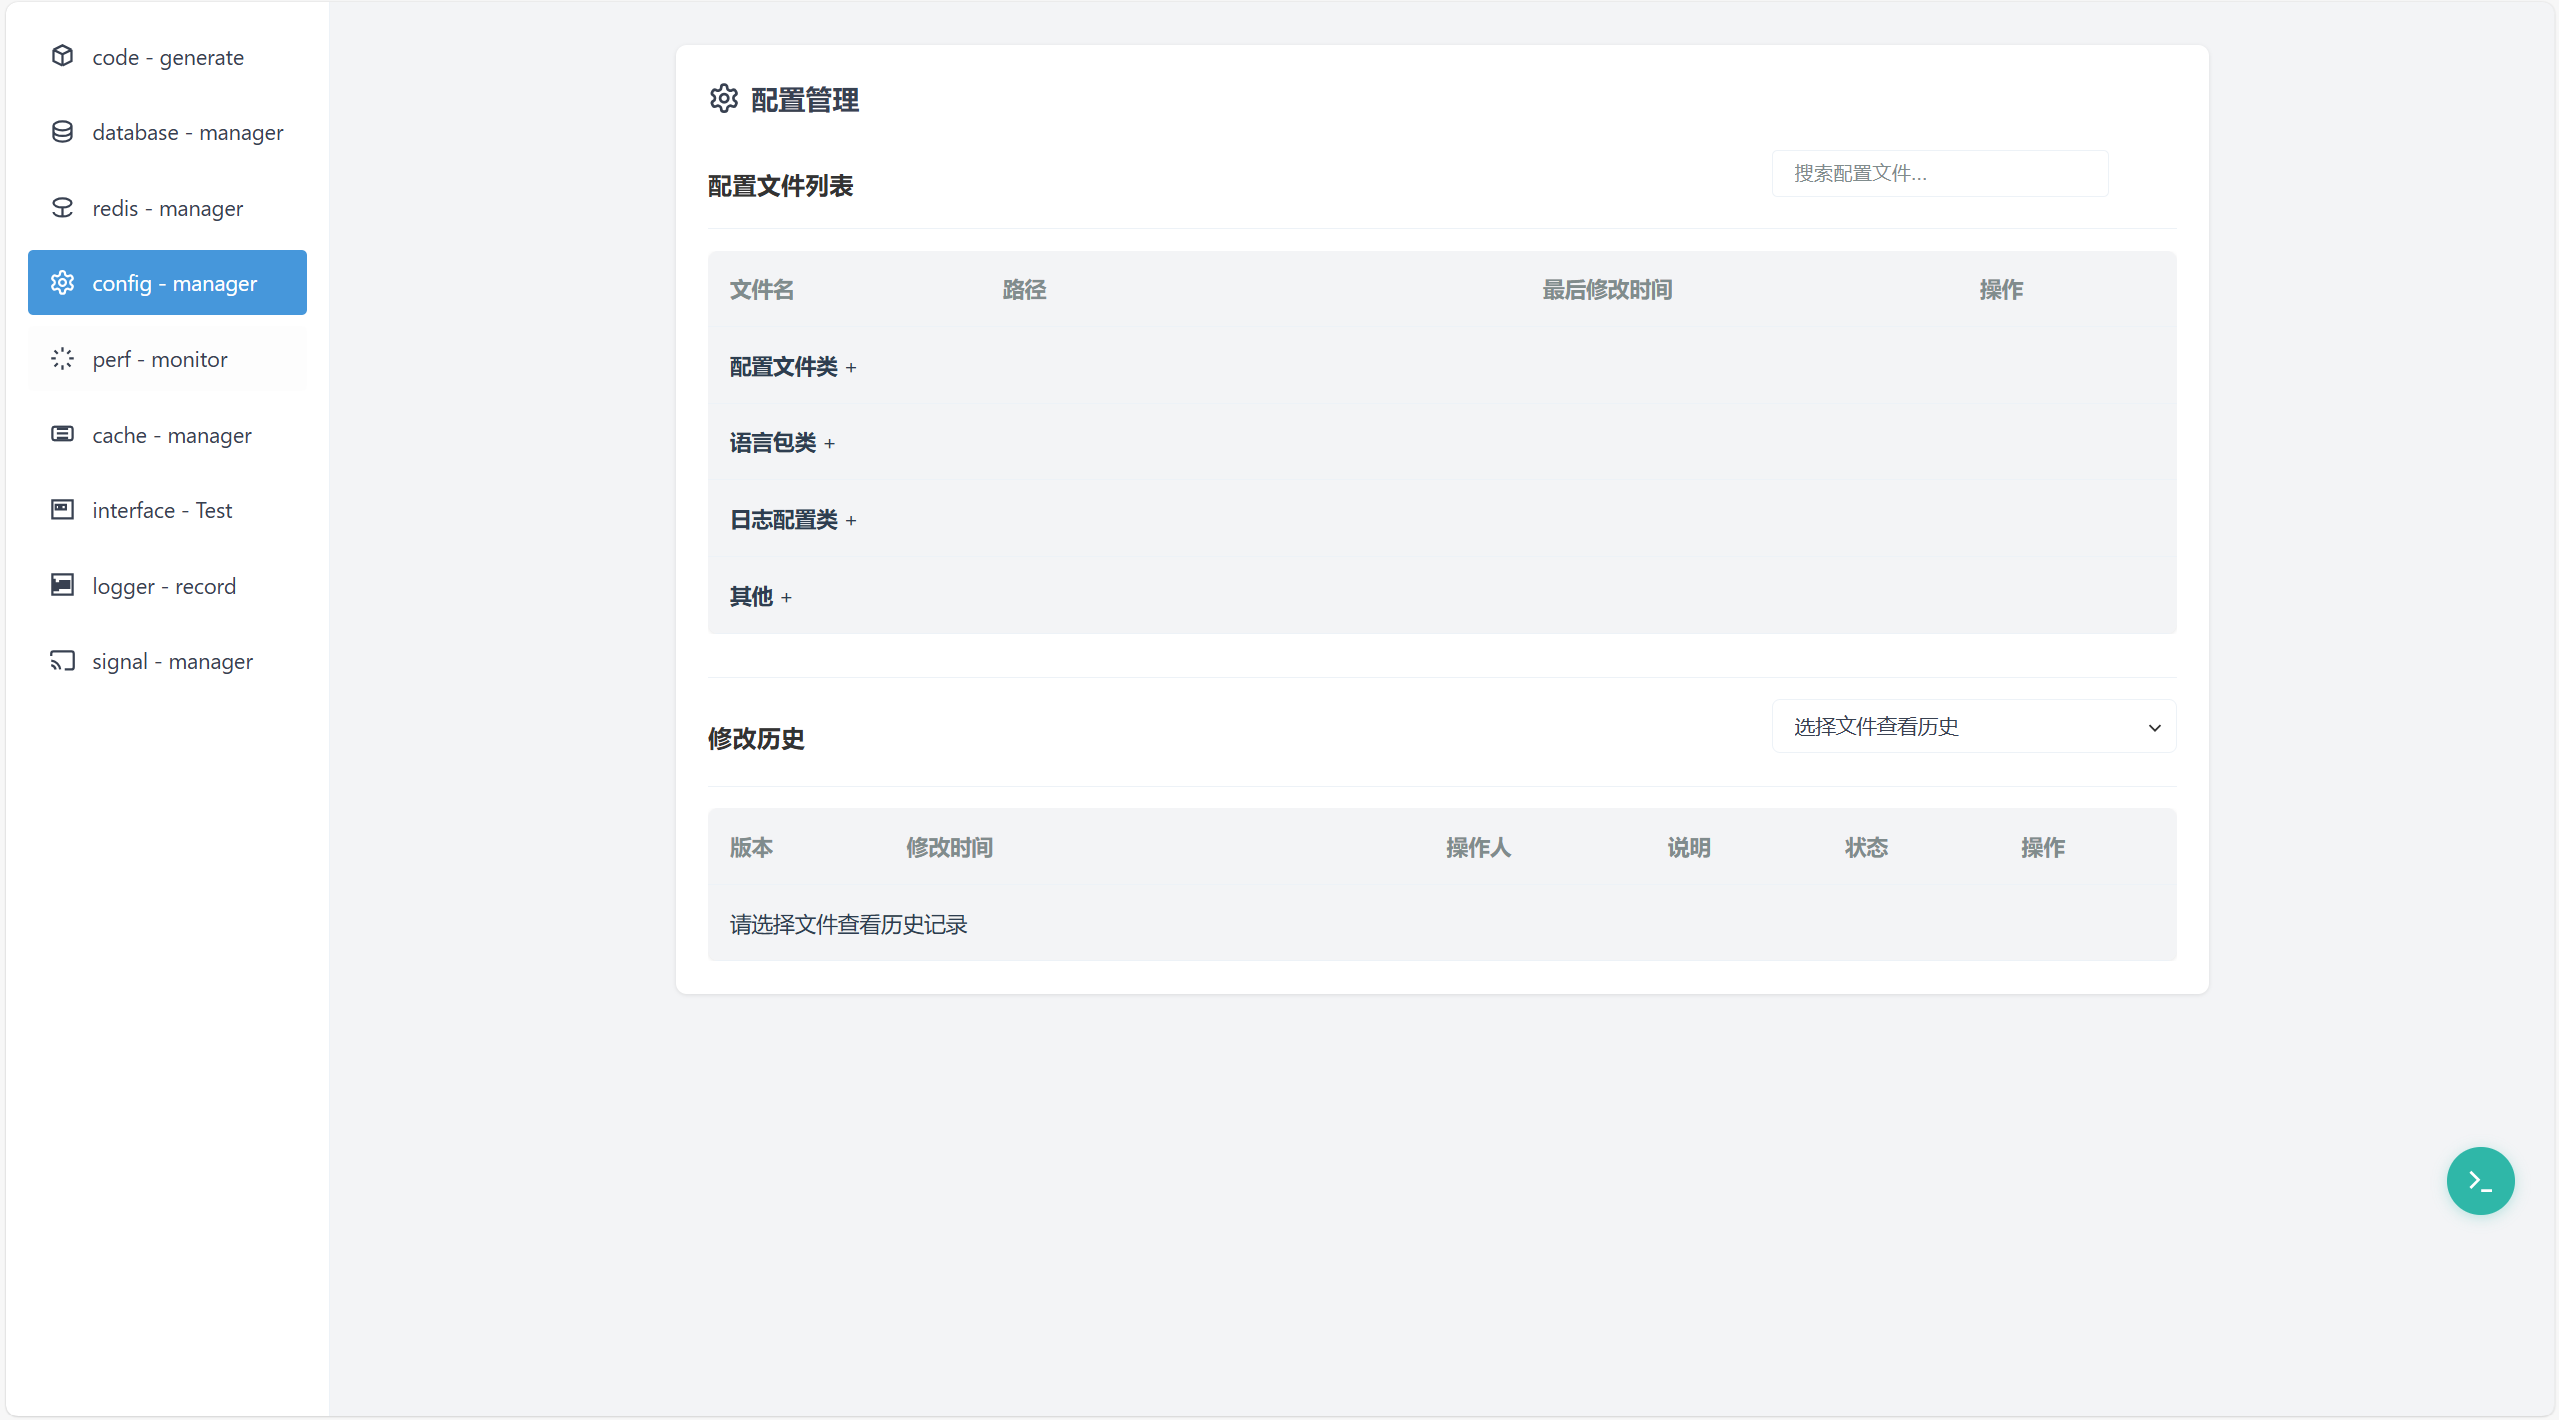 code - generate
database - manager
redis - manager
config - manager
perf - monitor
cache - manager
interface - Test
logger - record
signal - manager
配置管理
配置文件列表
搜索配置文件...
文件名 路径 最后修改时间 操作
配置文件类 +
语言包类 +
日志配置类 +
其他 +
修改历史
选择文件查看历史
版本 修改时间 操作人 说明 状态 操作
请选择文件查看历史记录